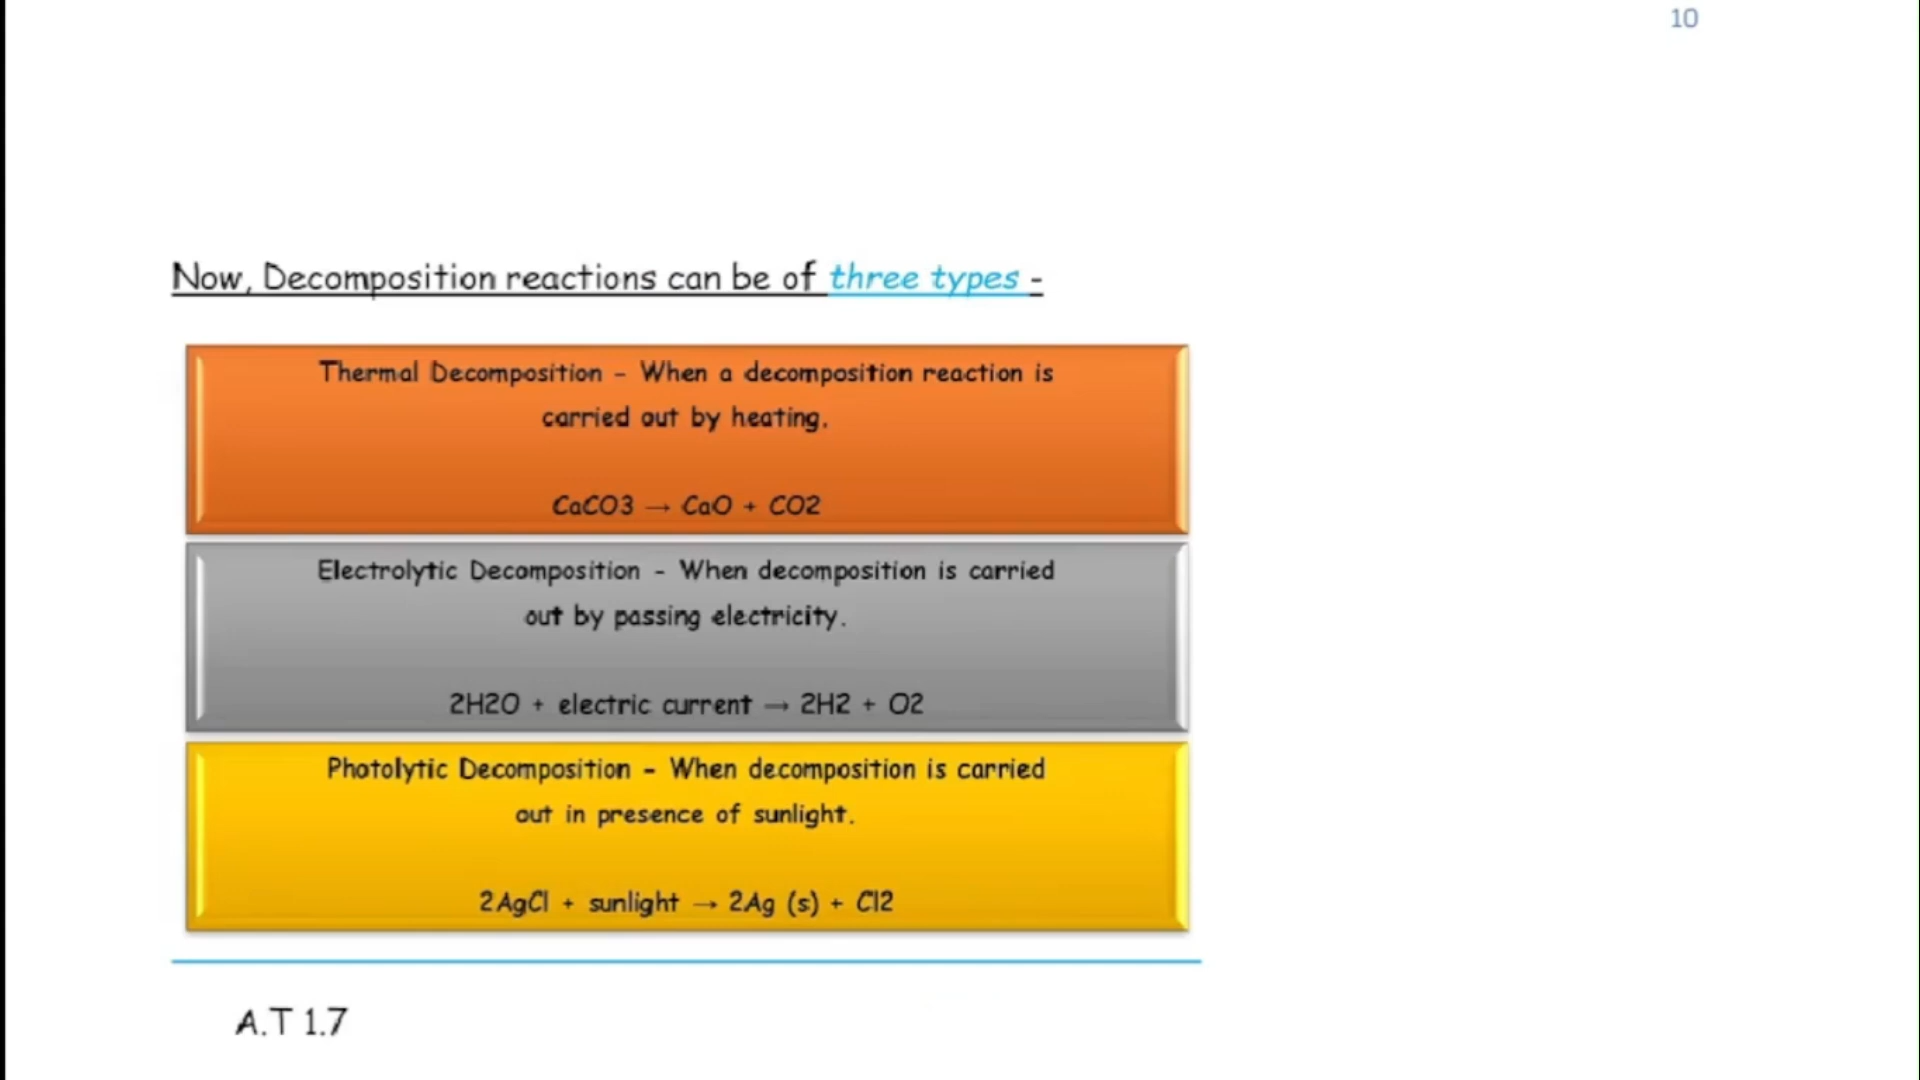 10
Now, Decomposition reactions can be of three types -
Thermal Decomposition - When a decomposition reaction is
carried out by heating.
CaCO3 → CaO + CO2
Electrolytic Decomposition - When decomposition is carried
out by passing electricity.
2H2O + electric current → 2H2 + O2
Photolytic Decomposition - When decomposition is carried
out in presence of sunlight.
2AgCl + sunlight → 2Ag (s) + Cl2
A.T 1.7